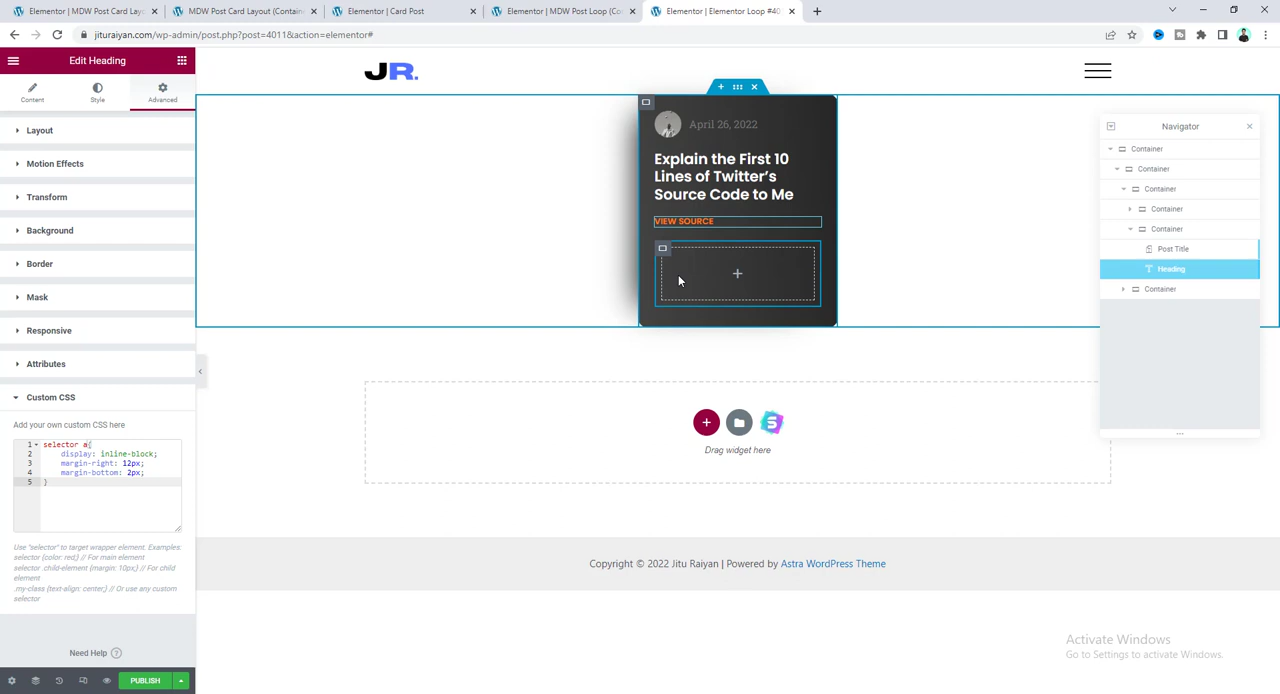 Elementor | MDW Post Card Layo
MDW Post Card Layout (Contain
Elementor | Card Post
Elementor | MDW Post Loop (Co
Elementor | Elementor Loop #40
jituraiyan.com/wp-admin/post.php?post=4011&action=elementor#
Edit Heading
Content
Style
Advanced
Layout
Motion Effects
Transform
Background
Border
Mask
Responsive
Attributes
Custom CSS
Add your own custom CSS here
1 selector a{
2 display: inline-block;
3 margin-right: 12px;
4 margin-bottom: 2px;
5 }
Use "selector" to target wrapper element. Examples:
selector {color: red;} // For main element
selector .child-element {margin: 10px;} // For child
element
.my-class {text-align: center;} // Or use any custom
selector
Need Help
PUBLISH
JR.
April 26, 2022
Explain the First 10
Lines of Twitter's
Source Code to Me
VIEW SOURCE
Drag widget here
Copyright © 2022 Jitu Raiyan | Powered by Astra WordPress Theme
Navigator
Container
Container
Container
Container
Container
Post Title
Heading
Container
Activate Windows
Go to Settings to activate Windows.